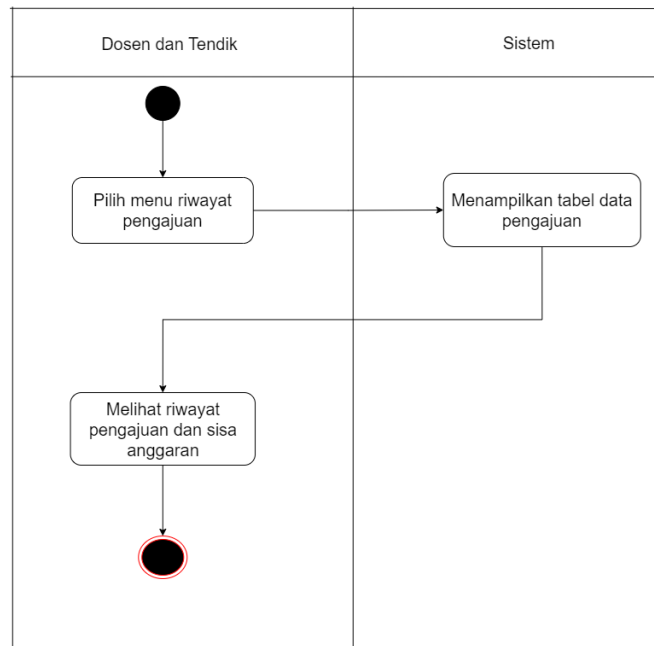 Dosen dan Tendik
Sistem
Pilih menu riwayat
pengajuan
Menampilkan tabel data
pengajuan
Melihat riwayat
pengajuan dan sisa
anggaran